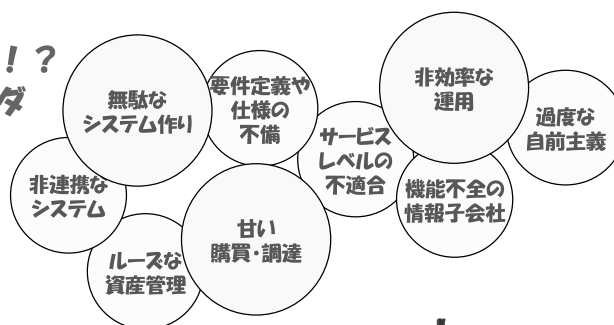 ！？
ダ
無駄な
システム作り
要件定義や
仕様の
不備
非効率な
運用
過度な
自前主義
サービス
レベルの
不適合
非連携な
システム
機能不全の
情報子会社
甘い
購買・調達
ルーズな
資産管理